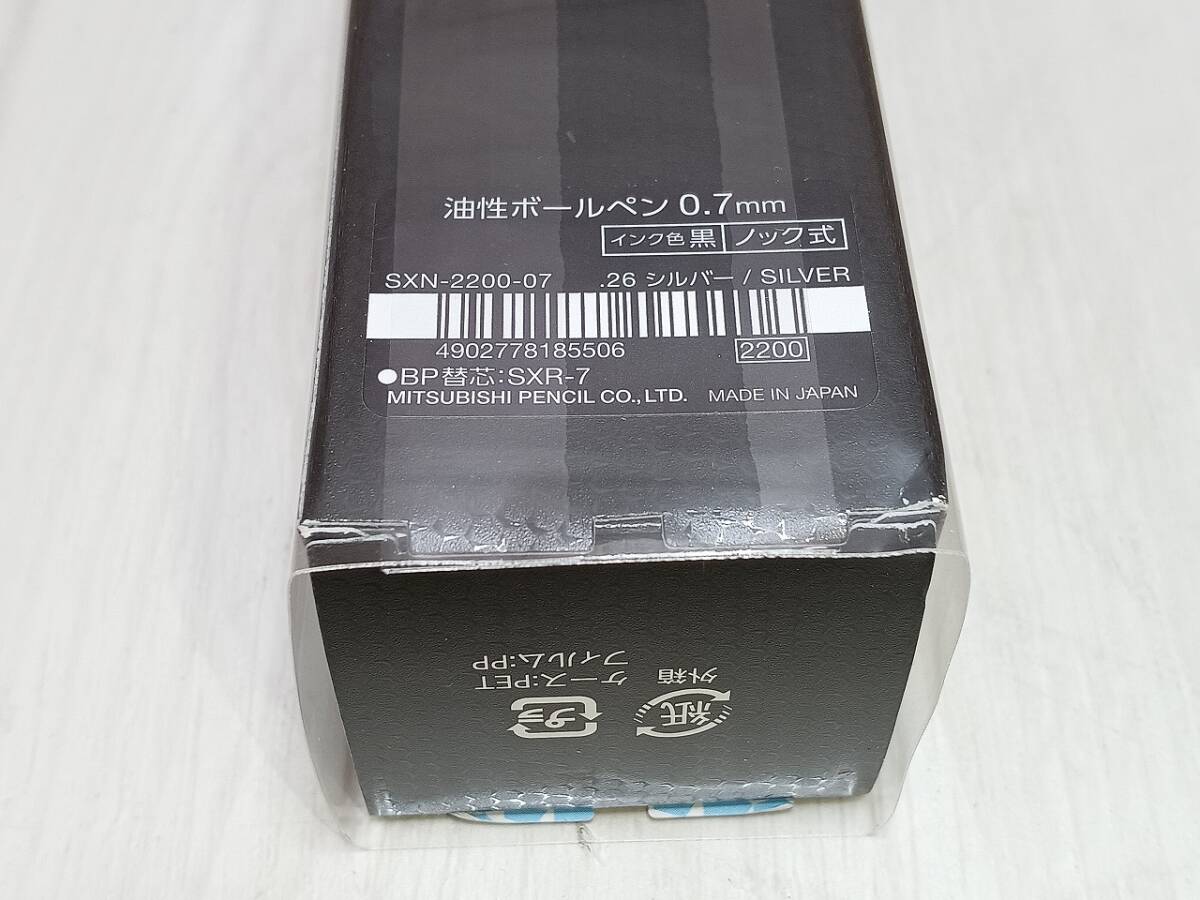 油性ボールペン 0.7mm
インク色 黒 ノック式
SXN-2200-07 .26 シルバー / SILVER
4902778185506 2200
●BP替芯:SXR-7
MITSUBISHI PENCIL CO.,LTD. MADE IN JAPAN
外箱
紙
ケース:PET
フィルム:PP
プラ